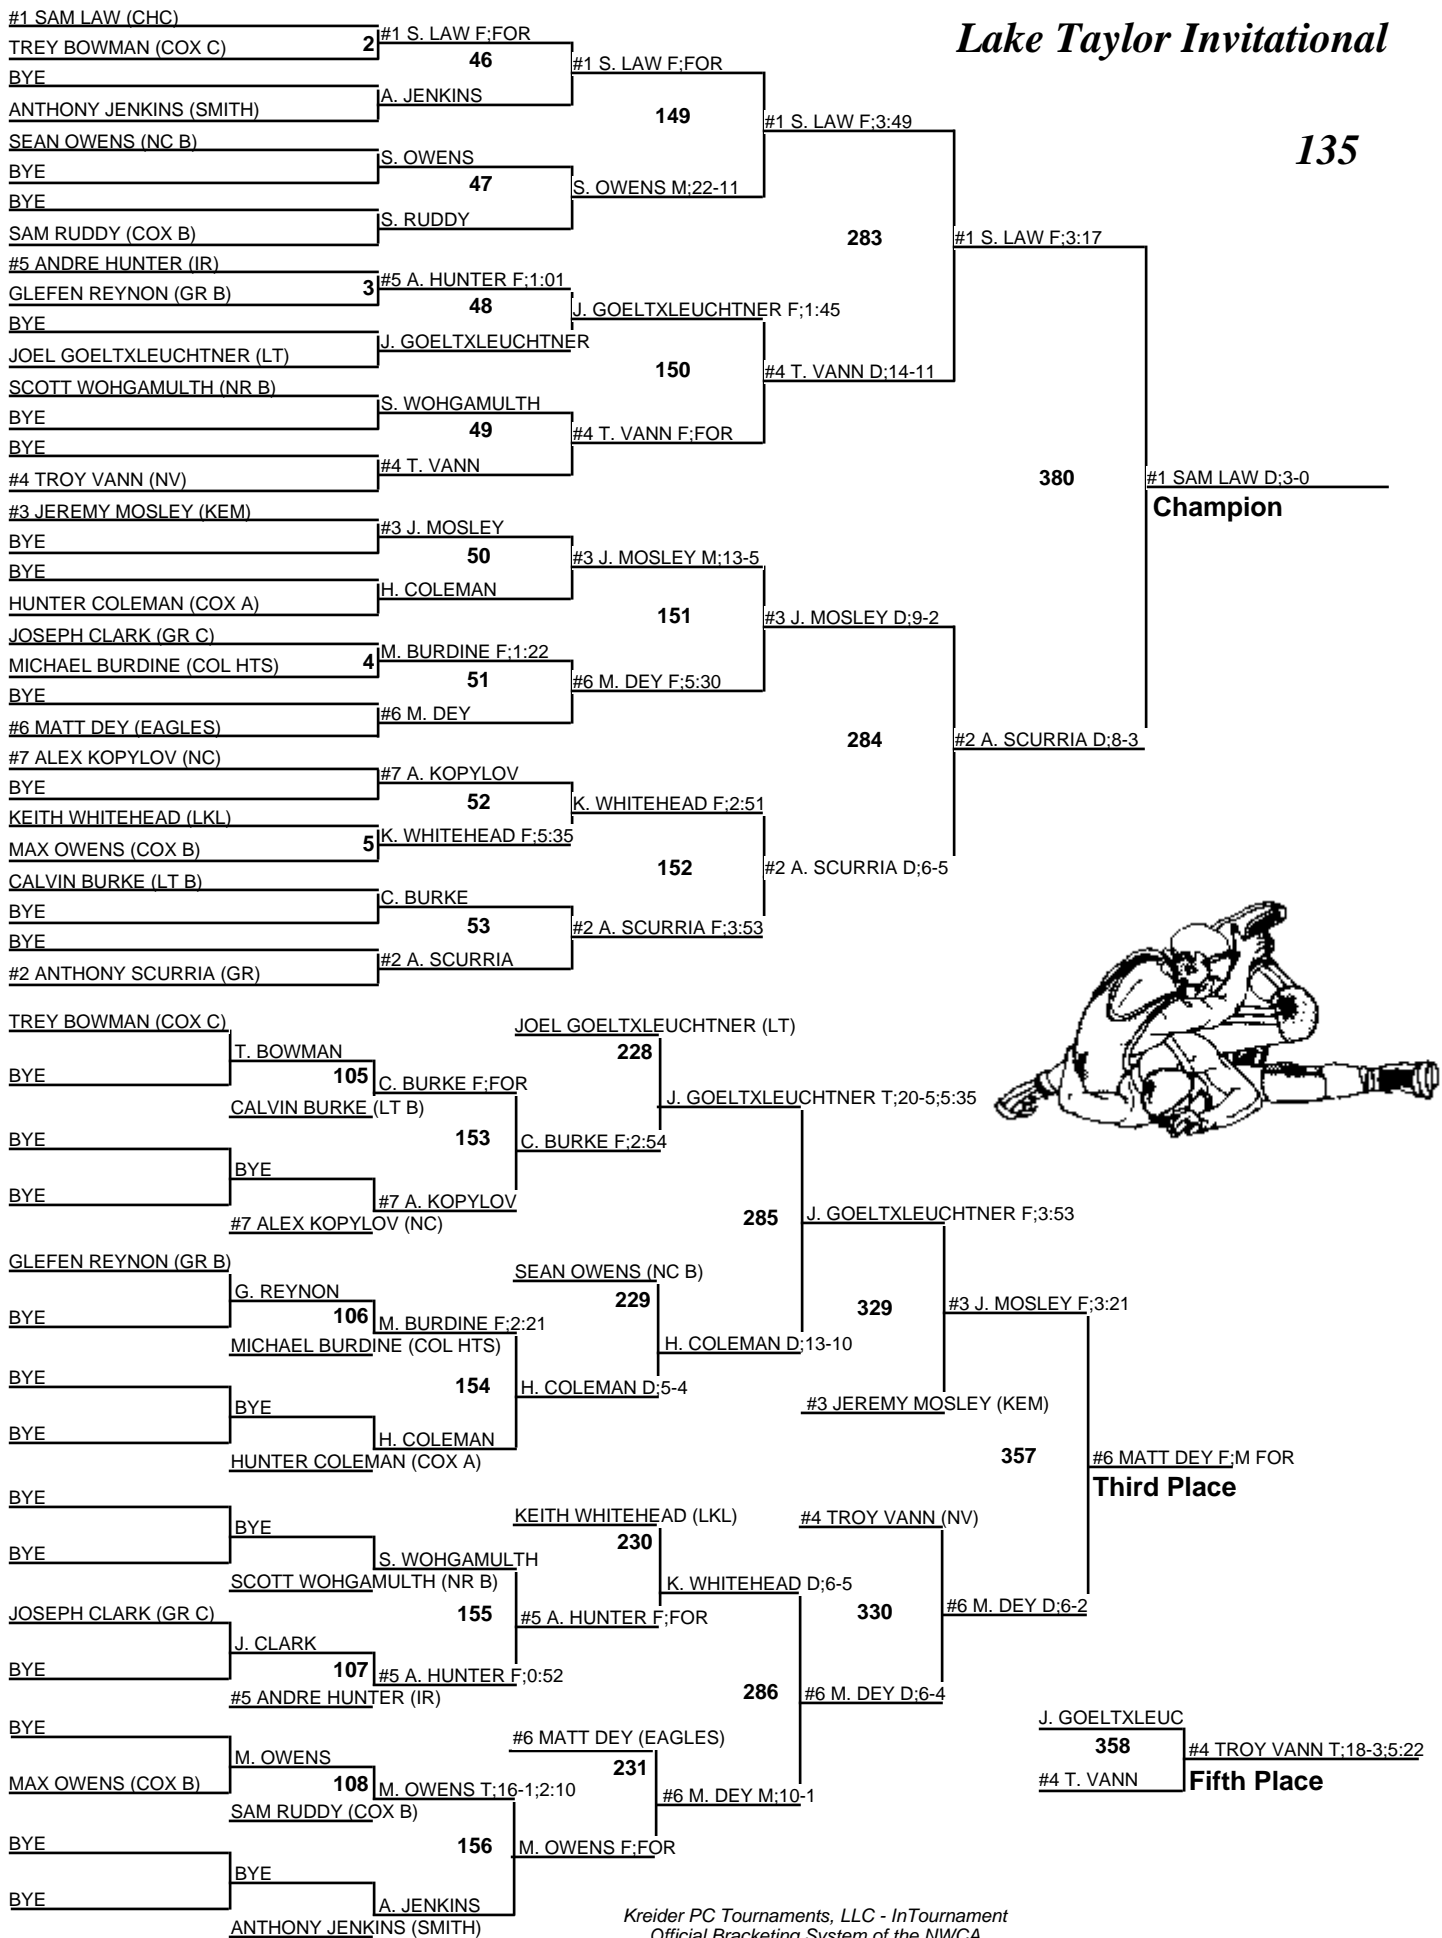 Lake Taylor Invitational
135
#1 SAM LAW (CHC)
TREY BOWMAN (COX C)
BYE
ANTHONY JENKINS (SMITH)
SEAN OWENS (NC B)
BYE
BYE
SAM RUDDY (COX B)
#5 ANDRE HUNTER (IR)
GLEFEN REYNON (GR B)
BYE
JOEL GOELTXLEUCHTNER (LT)
SCOTT WOHGAMULTH (NR B)
BYE
BYE
#4 TROY VANN (NV)
#3 JEREMY MOSLEY (KEM)
BYE
BYE
HUNTER COLEMAN (COX A)
JOSEPH CLARK (GR C)
MICHAEL BURDINE (COL HTS)
BYE
#6 MATT DEY (EAGLES)
#7 ALEX KOPYLOV (NC)
BYE
KEITH WHITEHEAD (LKL)
MAX OWENS (COX B)
CALVIN BURKE (LT B)
BYE
BYE
#2 ANTHONY SCURRIA (GR)
2
3
4
5
#1 S. LAW F;FOR
46
A. JENKINS
S. OWENS
47
S. RUDDY
#5 A. HUNTER F;1:01
48
J. GOELTXLEUCHTNER
S. WOHGAMULTH
49
#4 T. VANN
#3 J. MOSLEY
50
H. COLEMAN
M. BURDINE F;1:22
51
#6 M. DEY
#7 A. KOPYLOV
52
K. WHITEHEAD F;5:35
C. BURKE
53
#2 A. SCURRIA
#1 S. LAW F;FOR
149
S. OWENS M;22-11
J. GOELTXLEUCHTNER F;1:45
150
#4 T. VANN F;FOR
#3 J. MOSLEY M;13-5
151
#6 M. DEY F;5:30
K. WHITEHEAD F;2:51
152
#2 A. SCURRIA F;3:53
#1 S. LAW F;3:49
283
#4 T. VANN D;14-11
#3 J. MOSLEY D;9-2
284
#2 A. SCURRIA D;6-5
#1 S. LAW F;3:17
380
#2 A. SCURRIA D;8-3
#1 SAM LAW D;3-0
Champion
TREY BOWMAN (COX C)
BYE
BYE
BYE
GLEFEN REYNON (GR B)
BYE
BYE
BYE
BYE
BYE
JOSEPH CLARK (GR C)
BYE
BYE
MAX OWENS (COX B)
BYE
BYE
T. BOWMAN
105
CALVIN BURKE (LT B)
BYE
#7 ALEX KOPYLOV (NC)
G. REYNON
106
MICHAEL BURDINE (COL HTS)
BYE
HUNTER COLEMAN (COX A)
BYE
SCOTT WOHGAMULTH (NR B)
J. CLARK
107
#5 ANDRE HUNTER (IR)
M. OWENS
108
SAM RUDDY (COX B)
BYE
ANTHONY JENKINS (SMITH)
C. BURKE F;FOR
153
#7 A. KOPYLOV
M. BURDINE F;2:21
154
H. COLEMAN
S. WOHGAMULTH
155
#5 A. HUNTER F;0:52
M. OWENS T;16-1;2:10
156
A. JENKINS
JOEL GOELTXLEUCHTNER (LT)
228
C. BURKE F;2:54
SEAN OWENS (NC B)
229
H. COLEMAN D;5-4
KEITH WHITEHEAD (LKL)
230
#5 A. HUNTER F;FOR
#6 MATT DEY (EAGLES)
231
M. OWENS F;FOR
J. GOELTXLEUCHTNER T;20-5;5:35
285
H. COLEMAN D;13-10
K. WHITEHEAD D;6-5
286
#6 M. DEY M;10-1
J. GOELTXLEUCHTNER F;3:53
329
#3 JEREMY MOSLEY (KEM)
#4 TROY VANN (NV)
330
#6 M. DEY D;6-4
#3 J. MOSLEY F;3:21
357
#6 M. DEY D;6-2
#6 MATT DEY F;M FOR
Third Place
J. GOELTXLEUC
358
#4 T. VANN
#4 TROY VANN T;18-3;5:22
Fifth Place
Kreider PC Tournaments, LLC - InTournament
Official Bracketing System of the NWCA